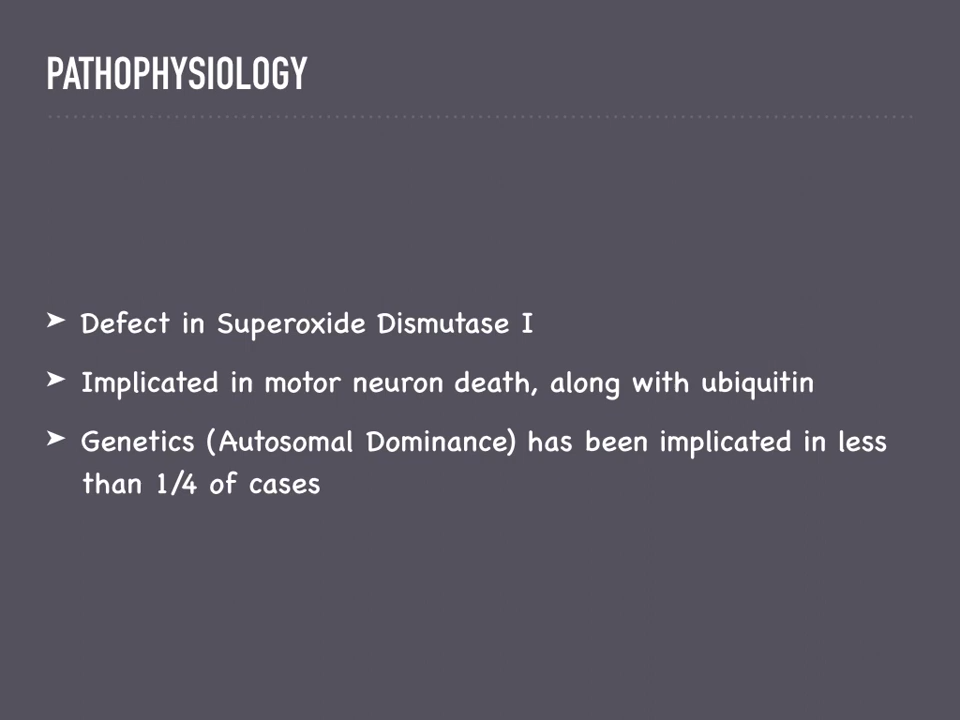 PATHOPHYSIOLOGY
➤ Defect in Superoxide Dismutase I
➤ Implicated in motor neuron death, along with ubiquitin
➤ Genetics (Autosomal Dominance) has been implicated in less
than 1/4 of cases